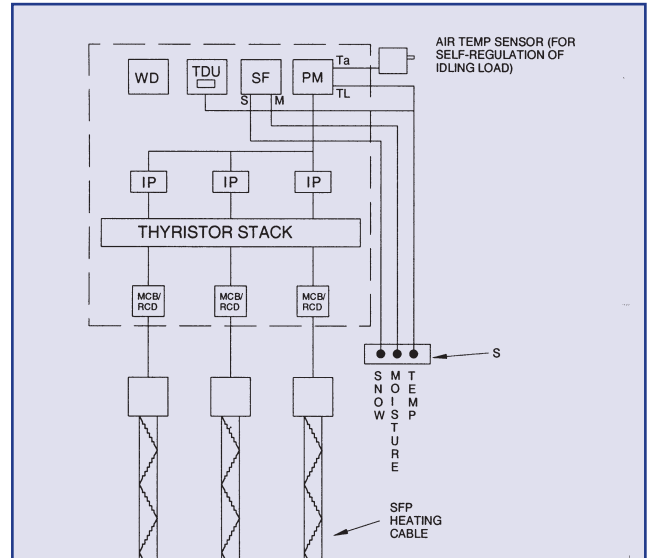 AIR TEMP SENSOR (FOR
SELF-REGULATION OF
IDLING LOAD)
Ta
WD
TDU
SF
PM
TL
S
M
IP
IP
IP
THYRISTOR STACK
MCB/
RCD
MCB/
RCD
MCB/
RCD
S
SNOW
MOISTURE
TEMP
SFP
HEATING
CABLE